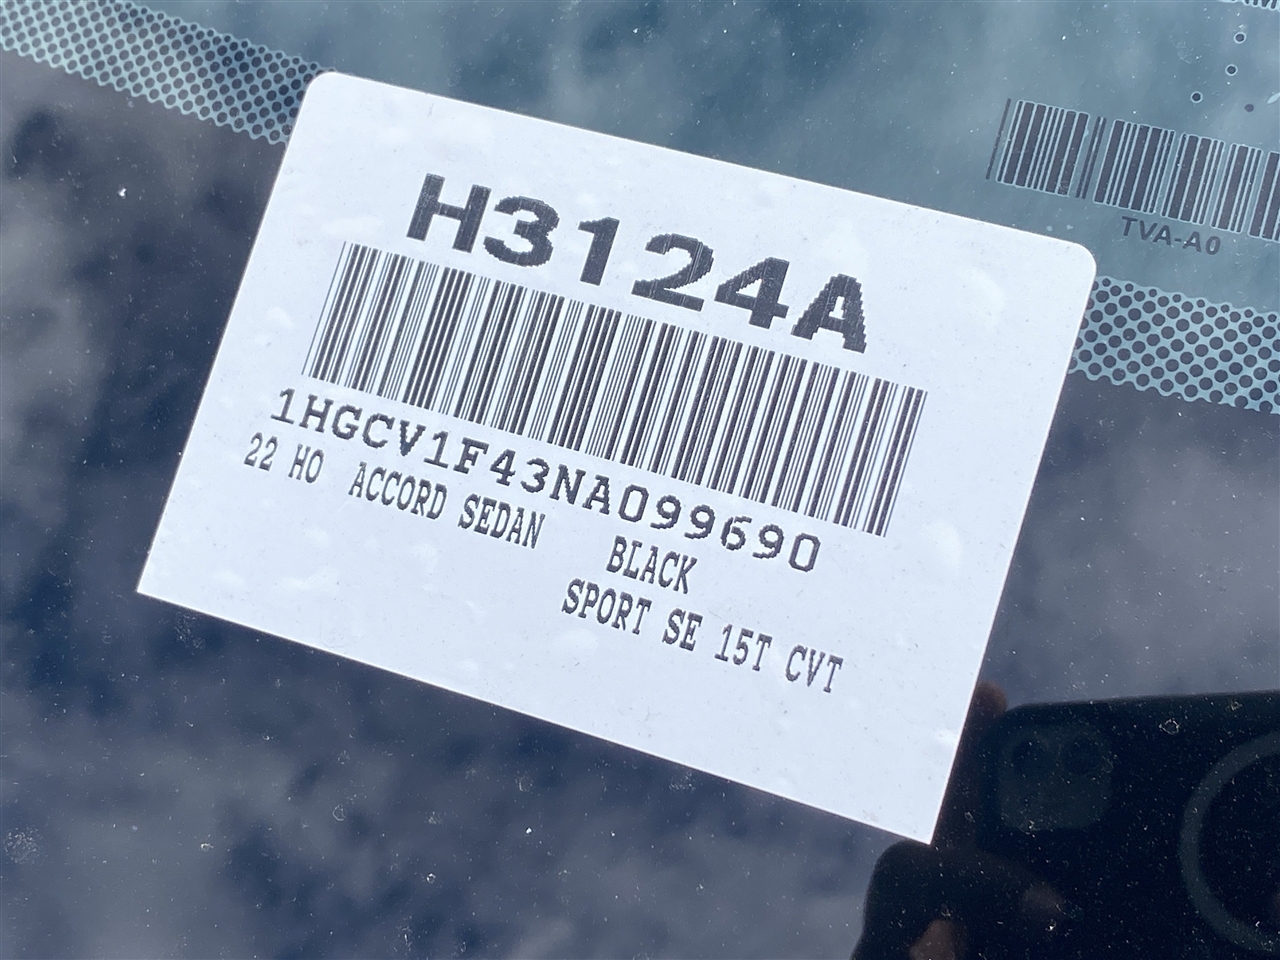 H3124A
1HGCV1F43NA099690
22 HO ACCORD SEDAN
BLACK
SPORT SE 15T CVT
TVA-A0